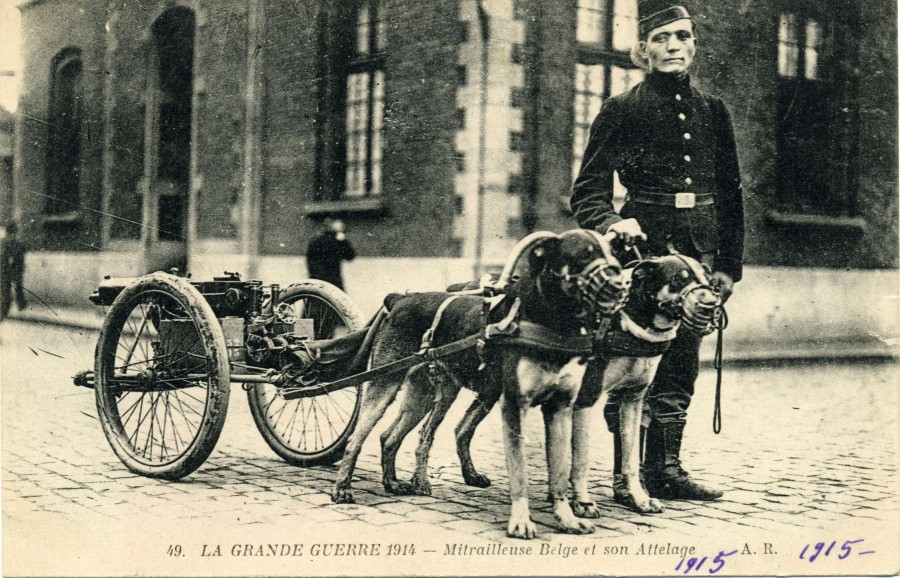 49. LA GRANDE GUERRE 1914 — Mitrailleuse Belge et son Attelage A. R.
1915 1915 –